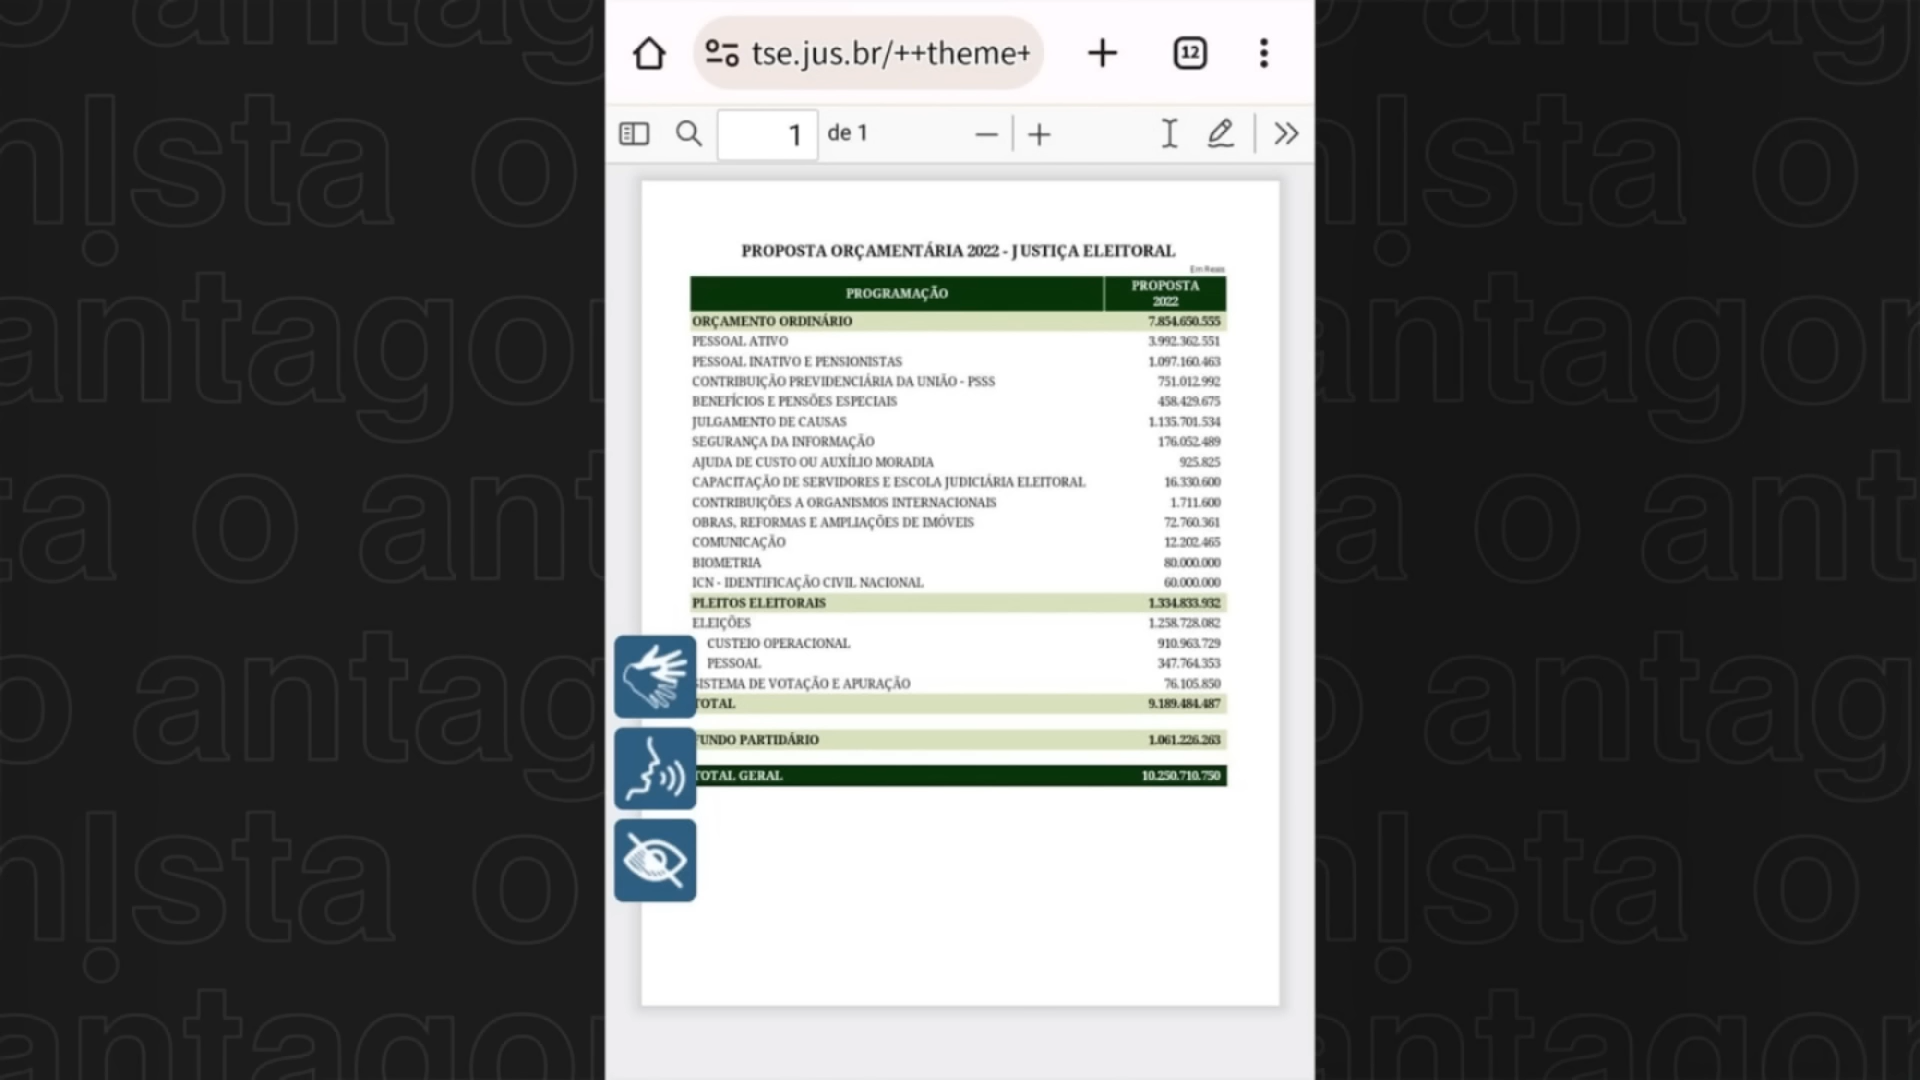 tse.jus.br/++theme+
12
1 de 1
PROPOSTA ORÇAMENTÁRIA 2022 - JUSTIÇA ELEITORAL
Em Reais
PROGRAMAÇÃO PROPOSTA 2022
ORÇAMENTO ORDINÁRIO 7.854.650.555
PESSOAL ATIVO 3.992.362.551
PESSOAL INATIVO E PENSIONISTAS 1.097.160.463
CONTRIBUIÇÃO PREVIDENCIÁRIA DA UNIÃO - PSSS 751.012.992
BENEFÍCIOS E PENSÕES ESPECIAIS 458.429.675
JULGAMENTO DE CAUSAS 1.135.701.534
SEGURANÇA DA INFORMAÇÃO 176.052.489
AJUDA DE CUSTO OU AUXÍLIO MORADIA 925.825
CAPACITAÇÃO DE SERVIDORES E ESCOLA JUDICIÁRIA ELEITORAL 16.330.600
CONTRIBUIÇÕES A ORGANISMOS INTERNACIONAIS 1.711.600
OBRAS, REFORMAS E AMPLIAÇÕES DE IMÓVEIS 72.760.361
COMUNICAÇÃO 12.202.465
BIOMETRIA 80.000.000
ICN - IDENTIFICAÇÃO CIVIL NACIONAL 60.000.000
PLEITOS ELEITORAIS 1.334.833.932
ELEIÇÕES 1.258.728.082
CUSTEIO OPERACIONAL 910.963.729
PESSOAL 347.764.353
SISTEMA DE VOTAÇÃO E APURAÇÃO 76.105.850
TOTAL 9.189.484.487
FUNDO PARTIDÁRIO 1.061.226.263
TOTAL GERAL 10.250.710.750